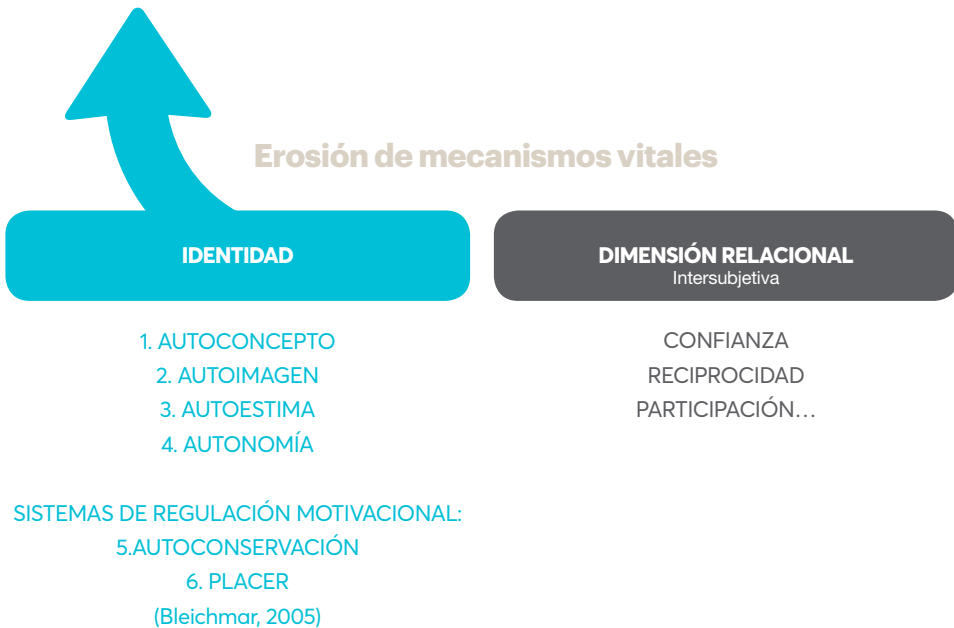 Erosión de mecanismos vitales
IDENTIDAD
1. AUTOCONCEPTO
2. AUTOIMAGEN
3. AUTOESTIMA
4. AUTONOMÍA
SISTEMAS DE REGULACIÓN MOTIVACIONAL:
5.AUTOCONSERVACIÓN
6. PLACER
(Bleichmar, 2005)
DIMENSIÓN RELACIONAL
Intersubjetiva
CONFIANZA
RECIPROCIDAD
PARTICIPACIÓN...